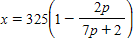 x = 325(1 − 2p/(7p + 2))